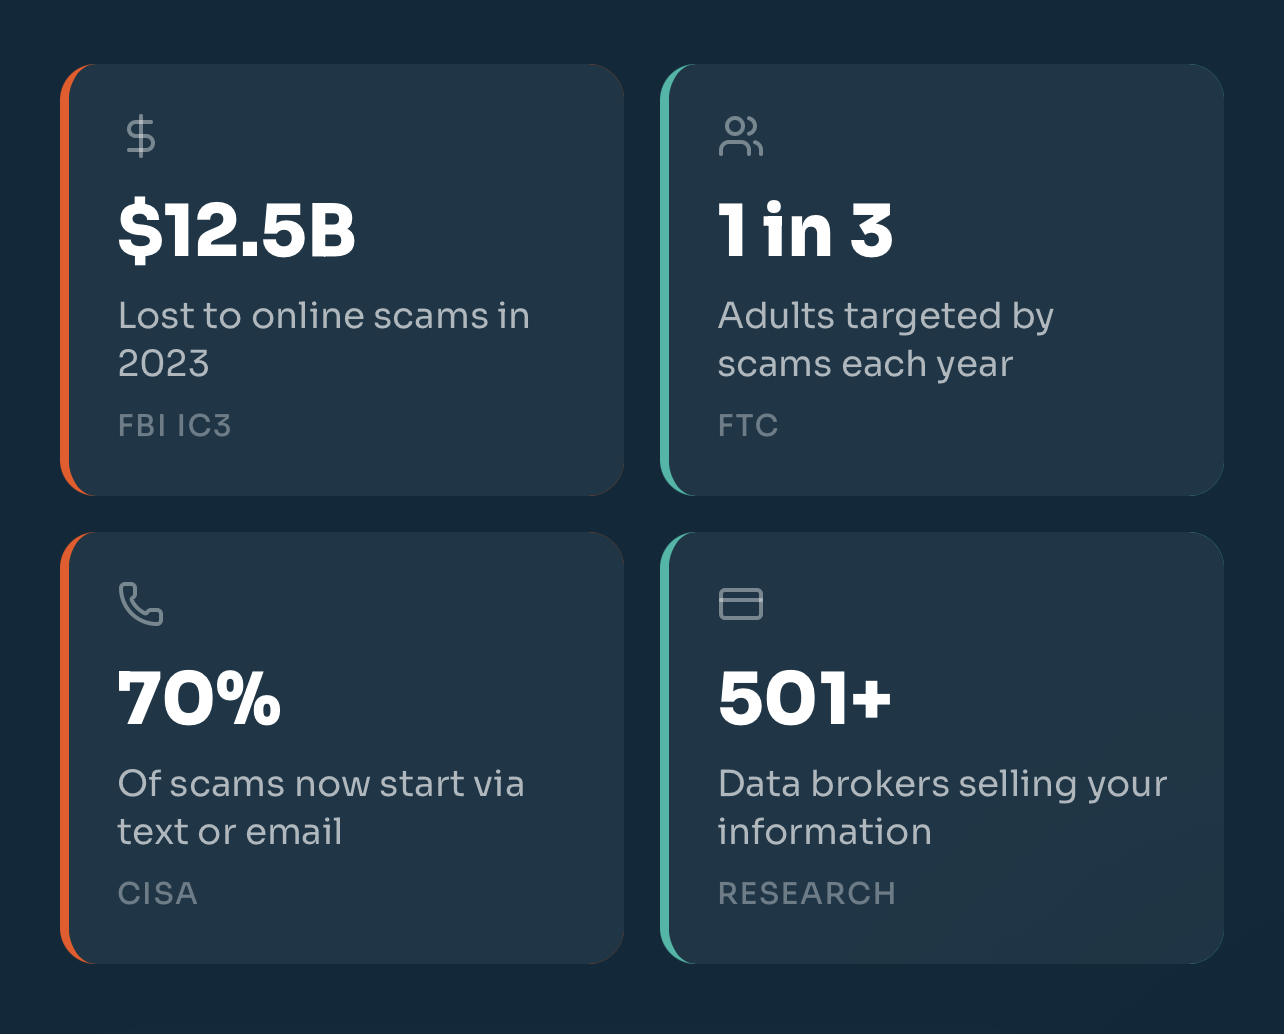 $12.5B
Lost to online scams in
2023
FBI IC3
1 in 3
Adults targeted by
scams each year
FTC
70%
Of scams now start via
text or email
CISA
501+
Data brokers selling your
information
RESEARCH